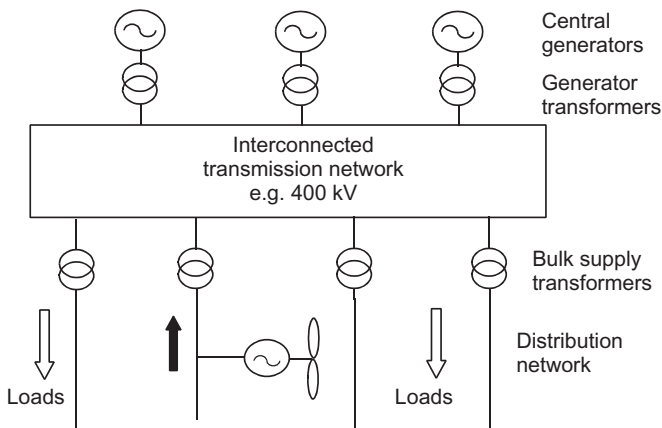 Central
generators
Generator
transformers
Interconnected
transmission network
e.g. 400 kV
Bulk supply
transformers
Distribution
network
Loads
Loads